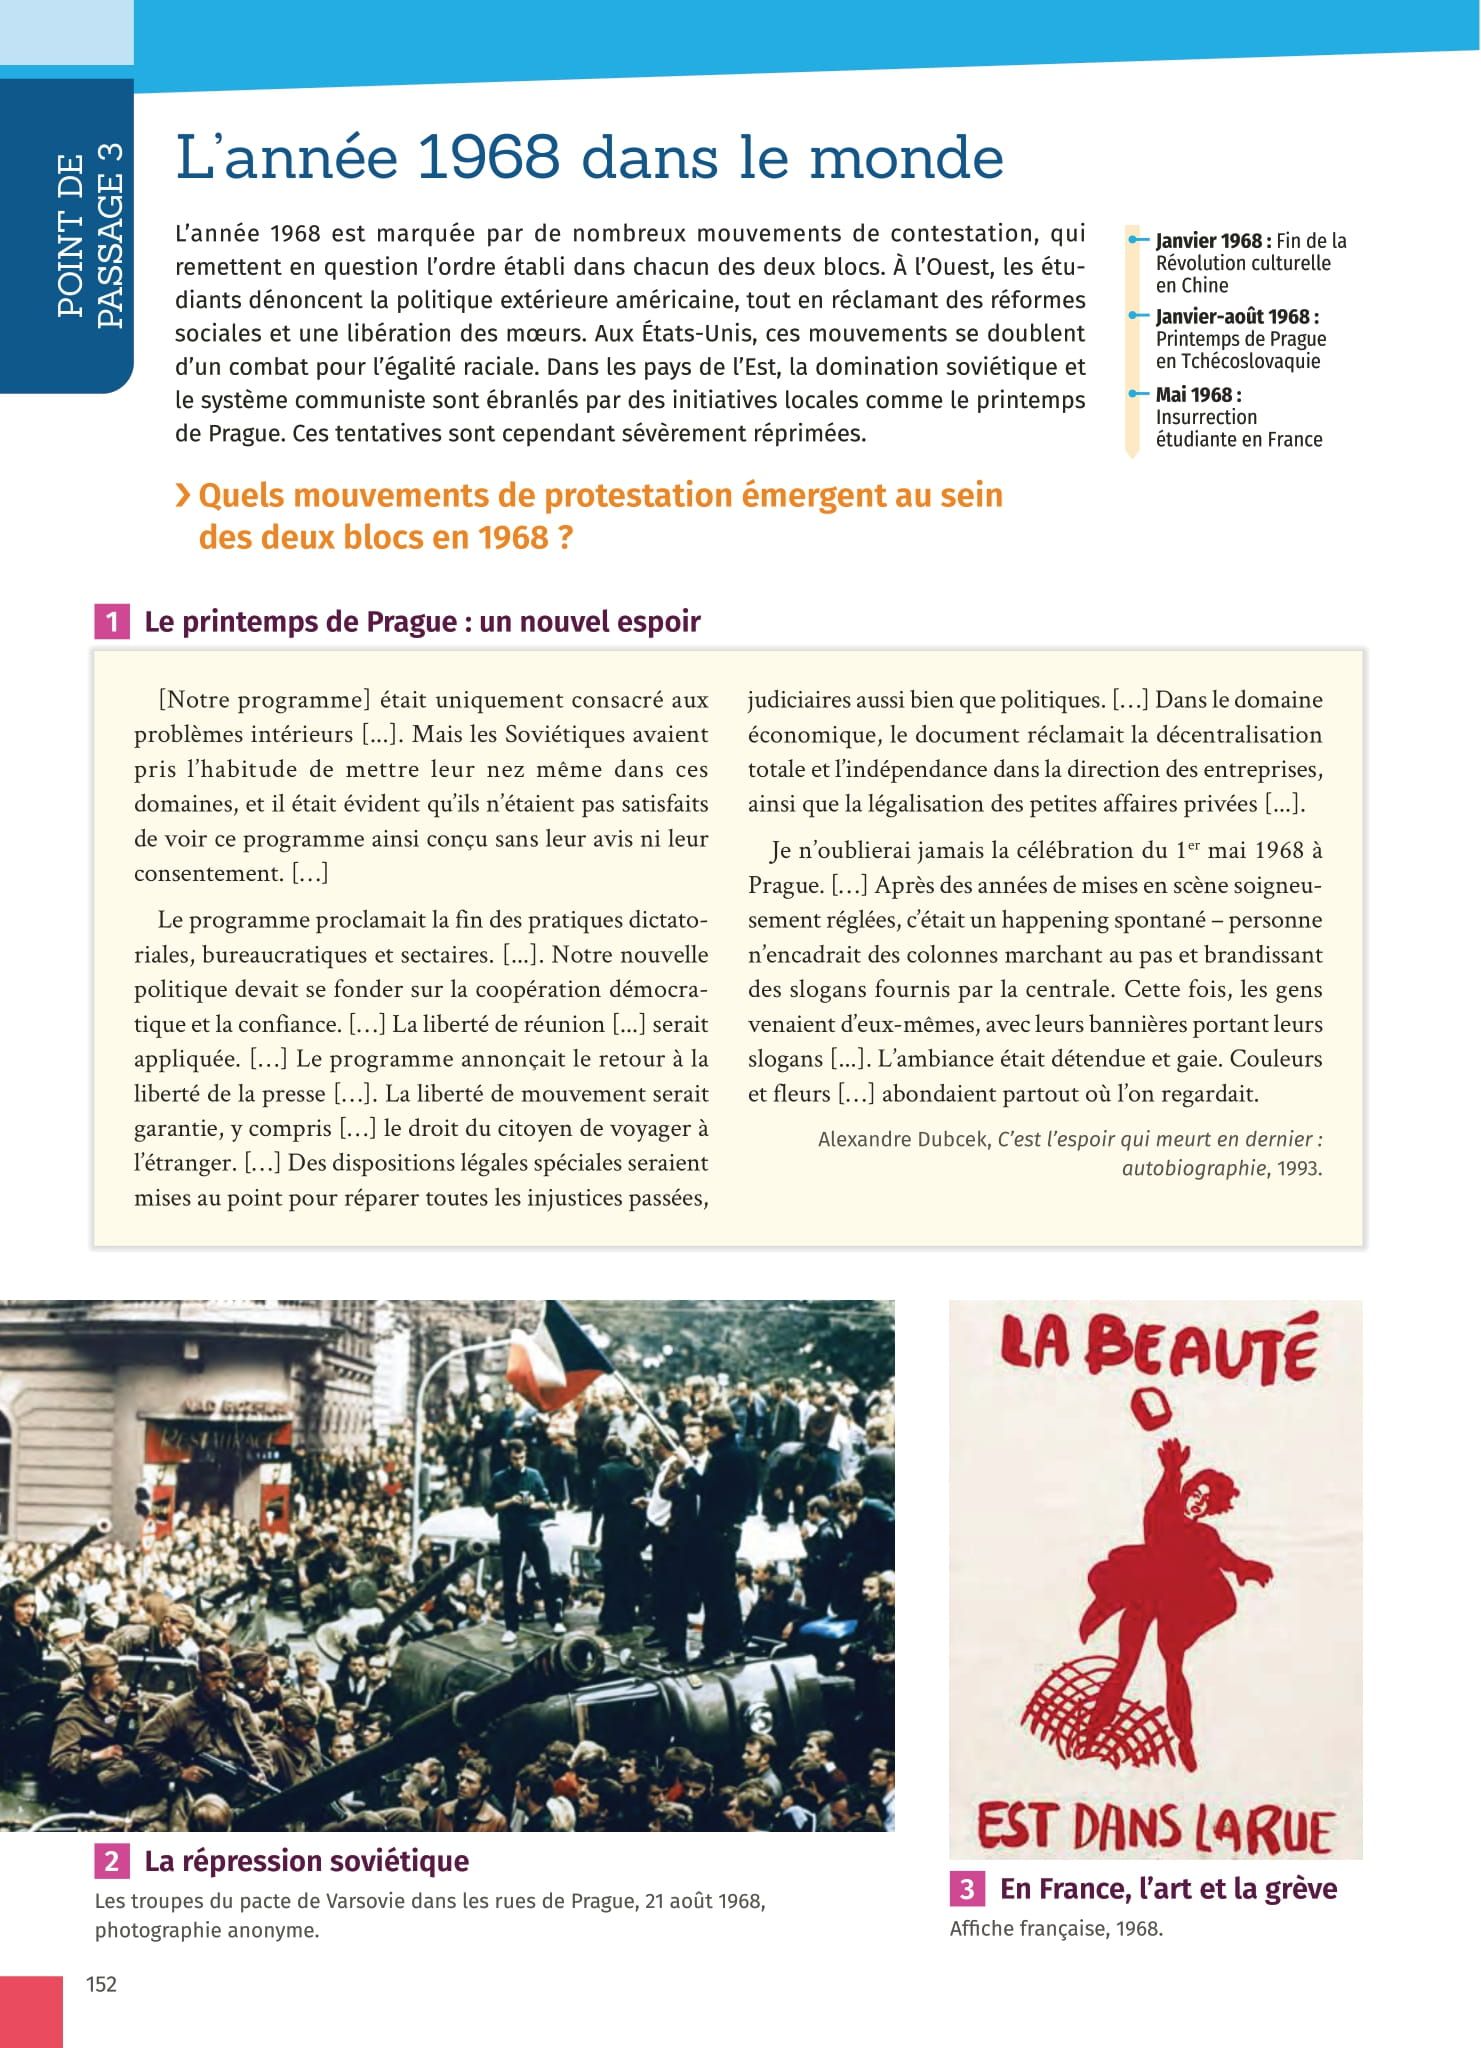 POINT DE
PASSAGE 3
L'année 1968 dans le monde
L'année 1968 est marquée par de nombreux mouvements de contestation, qui
remettent en question l'ordre établi dans chacun des deux blocs. À l'Ouest, les étu-
diants dénoncent la politique extérieure américaine, tout en réclamant des réformes
sociales et une libération des mœurs. Aux États-Unis, ces mouvements se doublent
d'un combat pour l'égalité raciale. Dans les pays de l'Est, la domination soviétique et
le système communiste sont ébranlés par des initiatives locales comme le printemps
de Prague. Ces tentatives sont cependant sévèrement réprimées.
Janvier 1968 : Fin de la
Révolution culturelle
en Chine
Janvier-août 1968 :
Printemps de Prague
en Tchécoslovaquie
Mai 1968 :
Insurrection
étudiante en France
› Quels mouvements de protestation émergent au sein
des deux blocs en 1968 ?
1 Le printemps de Prague : un nouvel espoir
[Notre programme] était uniquement consacré aux
problèmes intérieurs [...]. Mais les Soviétiques avaient
pris l'habitude de mettre leur nez même dans ces
domaines, et il était évident qu'ils n'étaient pas satisfaits
de voir ce programme ainsi conçu sans leur avis ni leur
consentement. […]
Le programme proclamait la fin des pratiques dictato-
riales, bureaucratiques et sectaires. [...]. Notre nouvelle
politique devait se fonder sur la coopération démocra-
tique et la confiance. […] La liberté de réunion [...] serait
appliquée. […] Le programme annonçait le retour à la
liberté de la presse […]. La liberté de mouvement serait
garantie, y compris […] le droit du citoyen de voyager à
l'étranger. […] Des dispositions légales spéciales seraient
mises au point pour réparer toutes les injustices passées,
judiciaires aussi bien que politiques. […] Dans le domaine
économique, le document réclamait la décentralisation
totale et l'indépendance dans la direction des entreprises,
ainsi que la légalisation des petites affaires privées [...].
Je n'oublierai jamais la célébration du 1er mai 1968 à
Prague. […] Après des années de mises en scène soigneu-
sement réglées, c'était un happening spontané – personne
n'encadrait des colonnes marchant au pas et brandissant
des slogans fournis par la centrale. Cette fois, les gens
venaient d'eux-mêmes, avec leurs bannières portant leurs
slogans [...]. L'ambiance était détendue et gaie. Couleurs
et fleurs […] abondaient partout où l'on regardait.
Alexandre Dubcek, C'est l'espoir qui meurt en dernier :
autobiographie, 1993.
RESTAURACE
LA BEAUTÉ
EST DANS LA RUE
2 La répression soviétique
Les troupes du pacte de Varsovie dans les rues de Prague, 21 août 1968,
photographie anonyme.
3 En France, l'art et la grève
Affiche française, 1968.
152